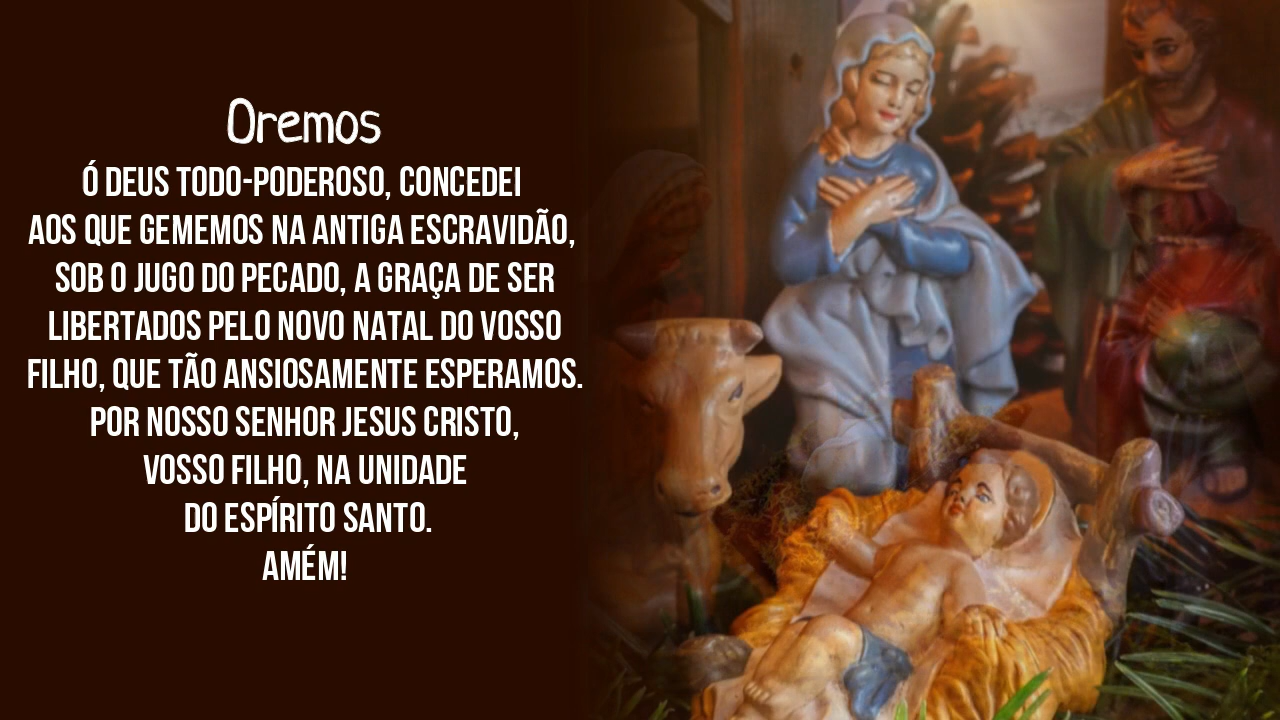 Oremos
Ó DEUS TODO-PODEROSO, CONCEDEI
AOS QUE GEMEMOS NA ANTIGA ESCRAVIDÃO,
SOB O JUGO DO PECADO, A GRAÇA DE SER
LIBERTADOS PELO NOVO NATAL DO VOSSO
FILHO, QUE TÃO ANSIOSAMENTE ESPERAMOS.
POR NOSSO SENHOR JESUS CRISTO,
VOSSO FILHO, NA UNIDADE
DO ESPÍRITO SANTO.
AMÉM!